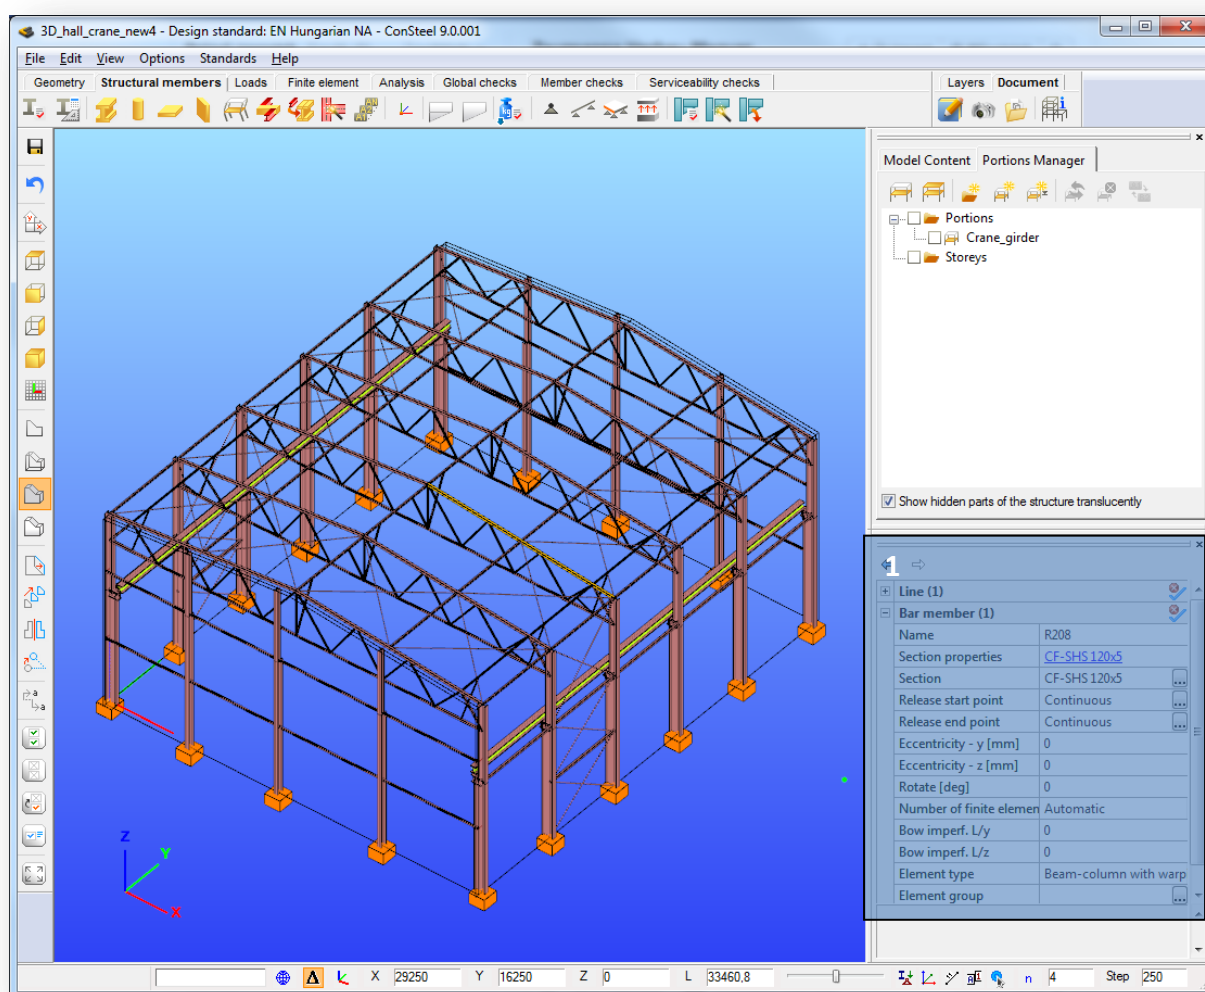 3D_hall_crane_new4 - Design standard: EN Hungarian NA - ConSteel 9.0.001
File Edit View Options Standards Help
Geometry Structural members Loads Finite element Analysis Global checks Member checks Serviceability checks Layers Document
Model Content Portions Manager
Portions
Crane_girder
Storeys
Show hidden parts of the structure translucently
1
Line (1)
Bar member (1)
Name R208
Section properties CF-SHS 120x5
Section CF-SHS 120x5 ...
Release start point Continuous ...
Release end point Continuous ...
Eccentricity - y [mm] 0
Eccentricity - z [mm] 0
Rotate [deg] 0
Number of finite elemen Automatic
Bow imperf. L/y 0
Bow imperf. L/z 0
Element type Beam-column with warp
Element group ...
Z
Y
X
X 29250 Y 16250 Z 0 L 33460,8 n 4 Step 250